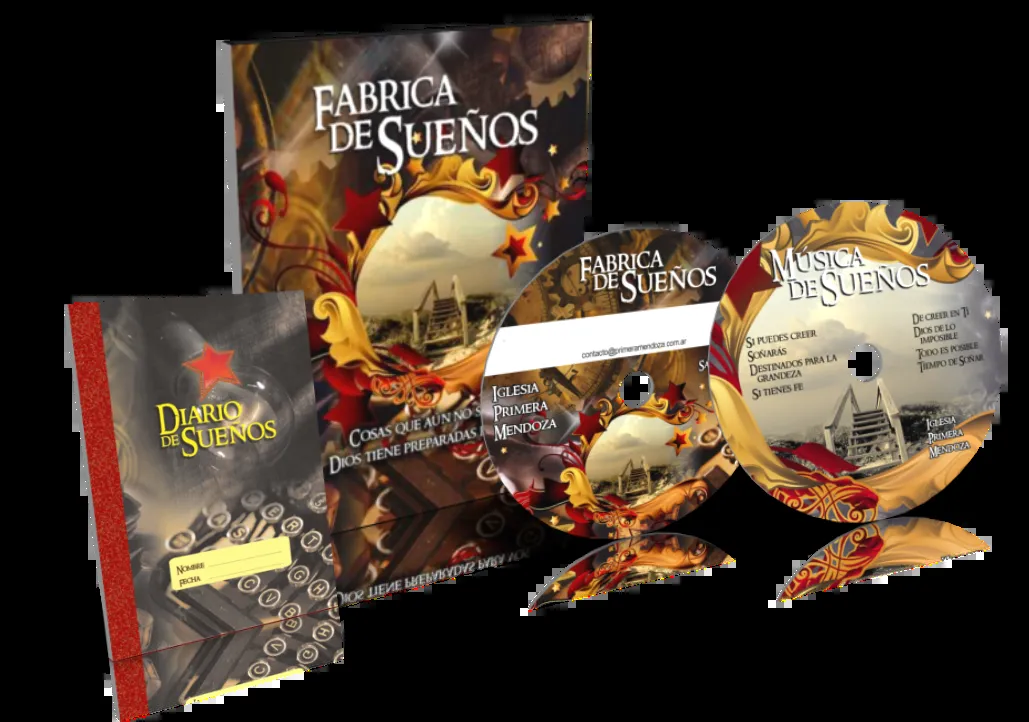 FABRICA
DE SUEÑOS
COSAS QUE AÚN NO
DIOS TIENE PREPARADAS
DIARIO
DE SUEÑOS
NOMBRE
FECHA
FABRICA
DE SUEÑOS
contacto@primeramendoza.com.ar
IGLESIA
PRIMERA
MENDOZA
MÚSICA
DE SUEÑOS
SI PUEDES CREER
SOÑARÁS
DESTINADOS PARA LA
GRANDEZA
SI TIENES FE
DE CREER EN TI
DIOS DE LO
IMPOSIBLE
TODO ES POSIBLE
TIEMPO DE SOÑAR
IGLESIA
PRIMERA
MENDOZA